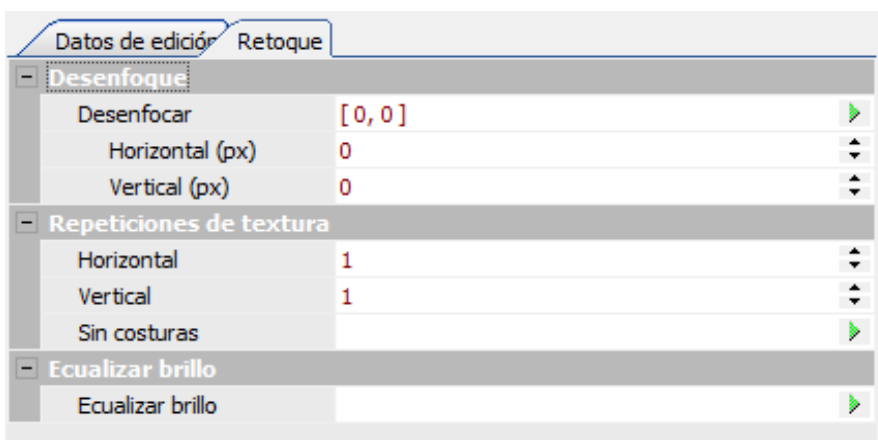 Datos de edición Retoque
Desenfoque
Desenfocar [ 0, 0 ]
Horizontal (px) 0
Vertical (px) 0
Repeticiones de textura
Horizontal 1
Vertical 1
Sin costuras
Ecualizar brillo
Ecualizar brillo